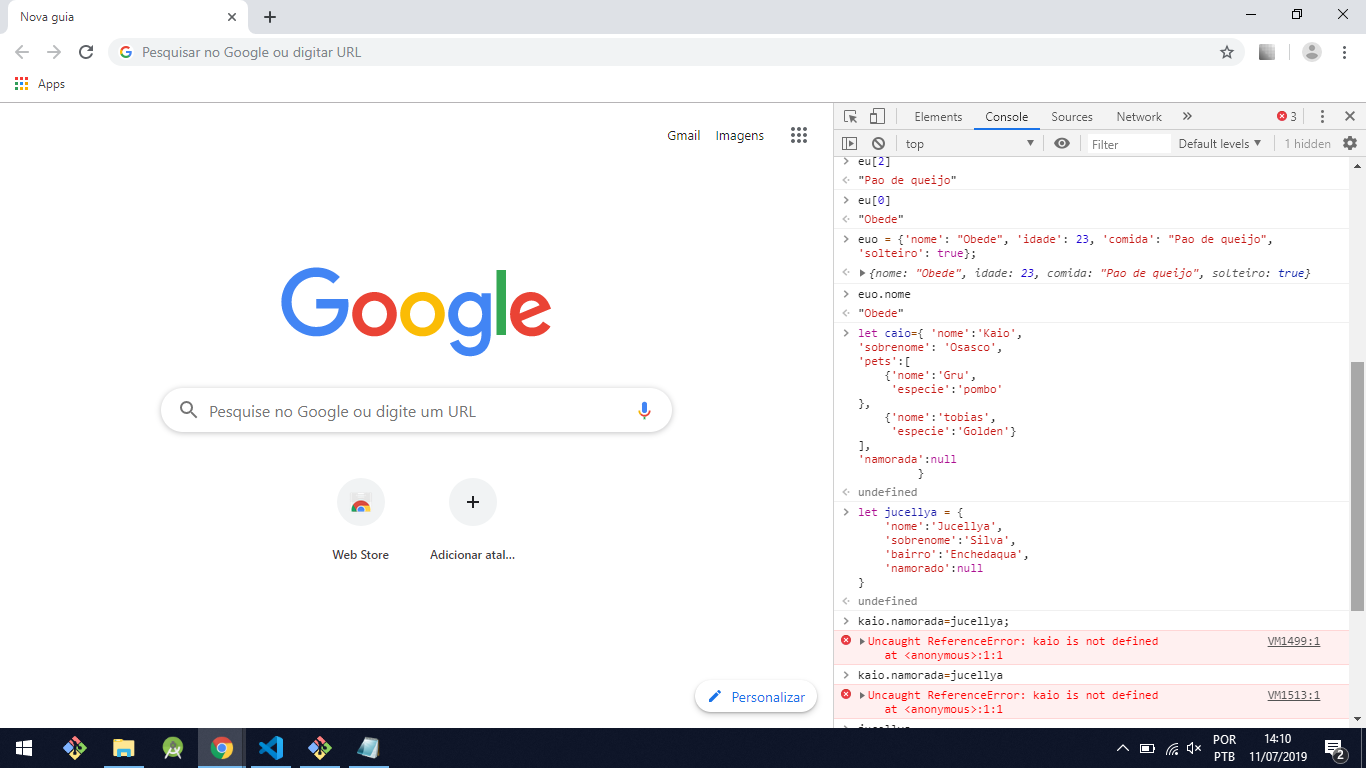 Nova guia
Pesquisar no Google ou digitar URL
Apps
Gmail Imagens
Google
Pesquise no Google ou digite um URL
Web Store
Adicionar atal...
Personalizar
Elements Console Sources Network » 3
top Filter Default levels 1 hidden
eu[2]
"Pao de queijo"
eu[0]
"Obede"
euo = {'nome': "Obede", 'idade': 23, 'comida': "Pao de queijo",
'solteiro': true};
{nome: "Obede", idade: 23, comida: "Pao de queijo", solteiro: true}
euo.nome
"Obede"
let caio={ 'nome':'Kaio',
'sobrenome': 'Osasco',
'pets':[
{'nome':'Gru',
'especie':'pombo'
},
{'nome':'tobias',
'especie':'Golden'}
],
'namorada':null
}
undefined
let jucellya = {
'nome':'Jucellya',
'sobrenome':'Silva',
'bairro':'Enchedaqua',
'namorado':null
}
undefined
kaio.namorada=jucellya;
Uncaught ReferenceError: kaio is not defined VM1499:1
at <anonymous>:1:1
kaio.namorada=jucellya
Uncaught ReferenceError: kaio is not defined VM1513:1
at <anonymous>:1:1
POR 14:10
PTB 11/07/2019 2